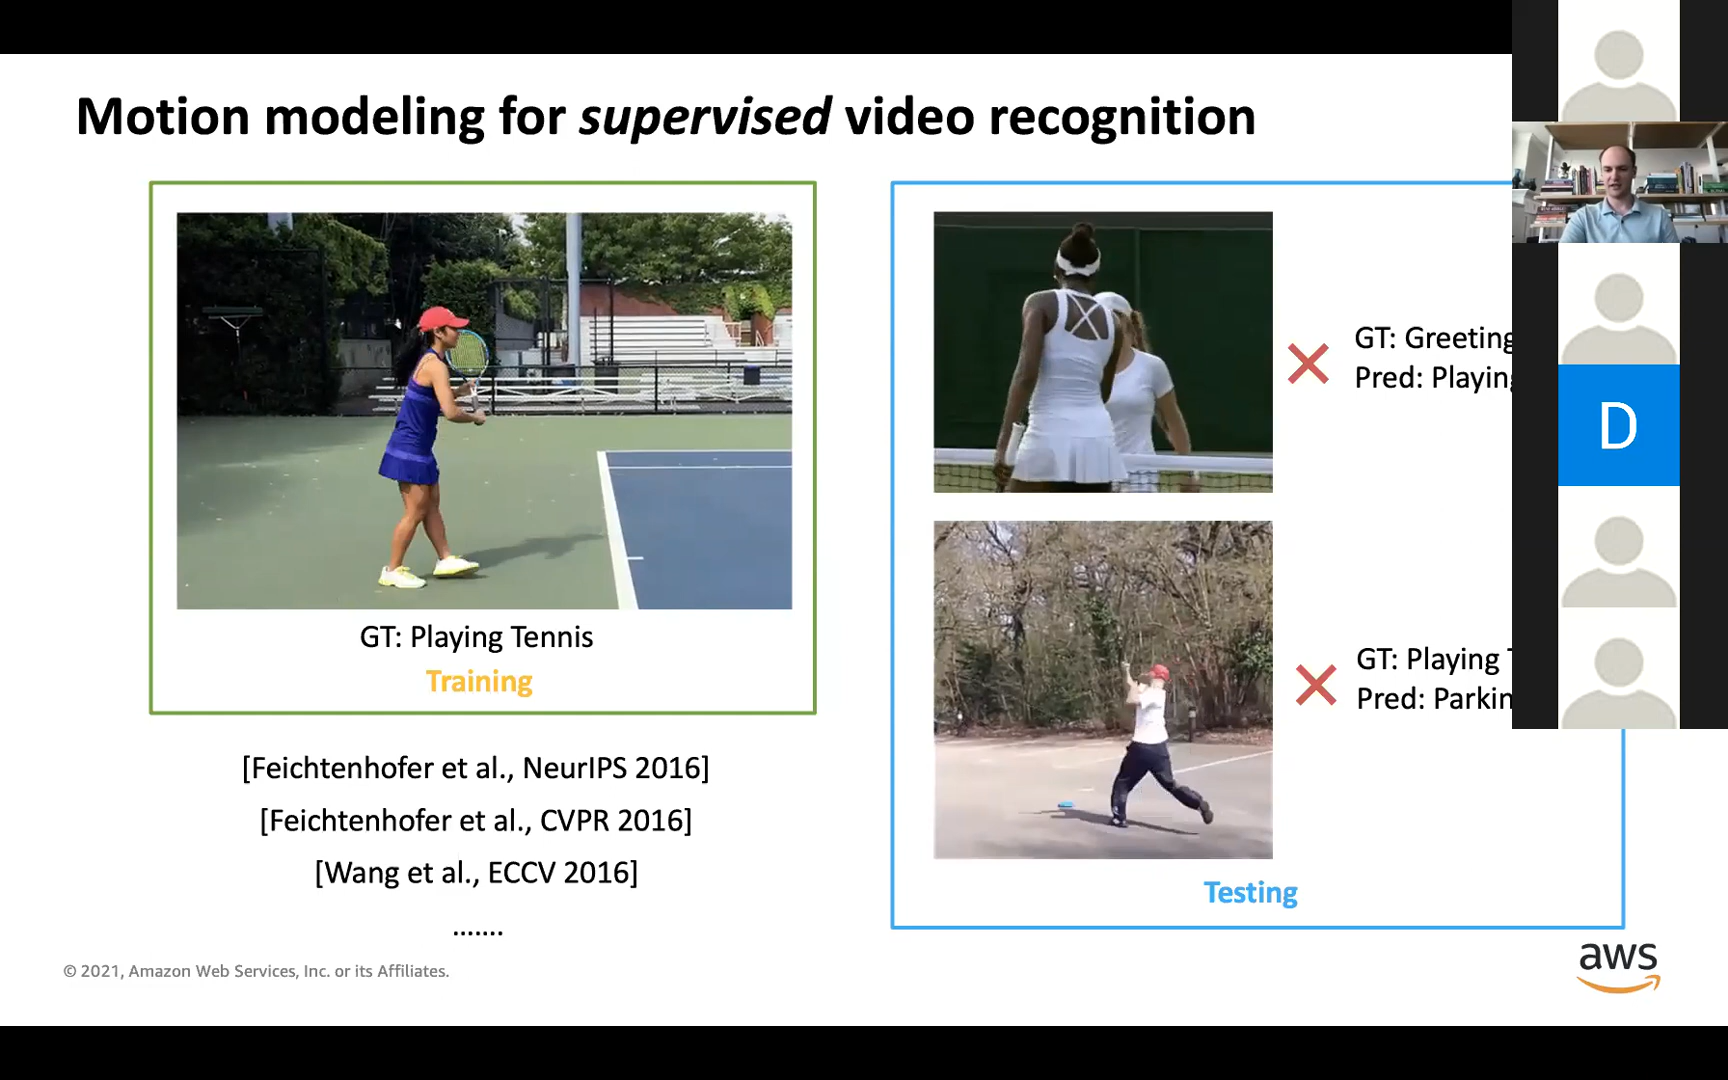 Motion modeling for supervised video recognition
GT: Playing Tennis
Training
[Feichtenhofer et al., NeurIPS 2016]
[Feichtenhofer et al., CVPR 2016]
[Wang et al., ECCV 2016]
.......
GT: Greeting
Pred: Playing
GT: Playing
Pred:
Testing
© 2021, Amazon Web Services, Inc. or its Affiliates.
aws
D